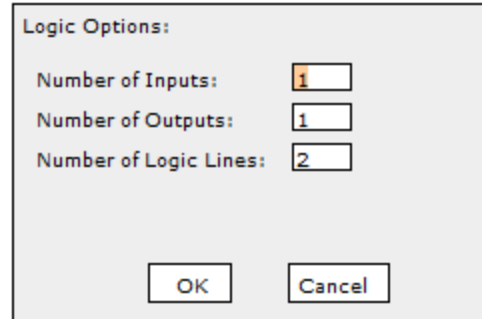 Logic Options:
Number of Inputs: 1
Number of Outputs: 1
Number of Logic Lines: 2
OK Cancel